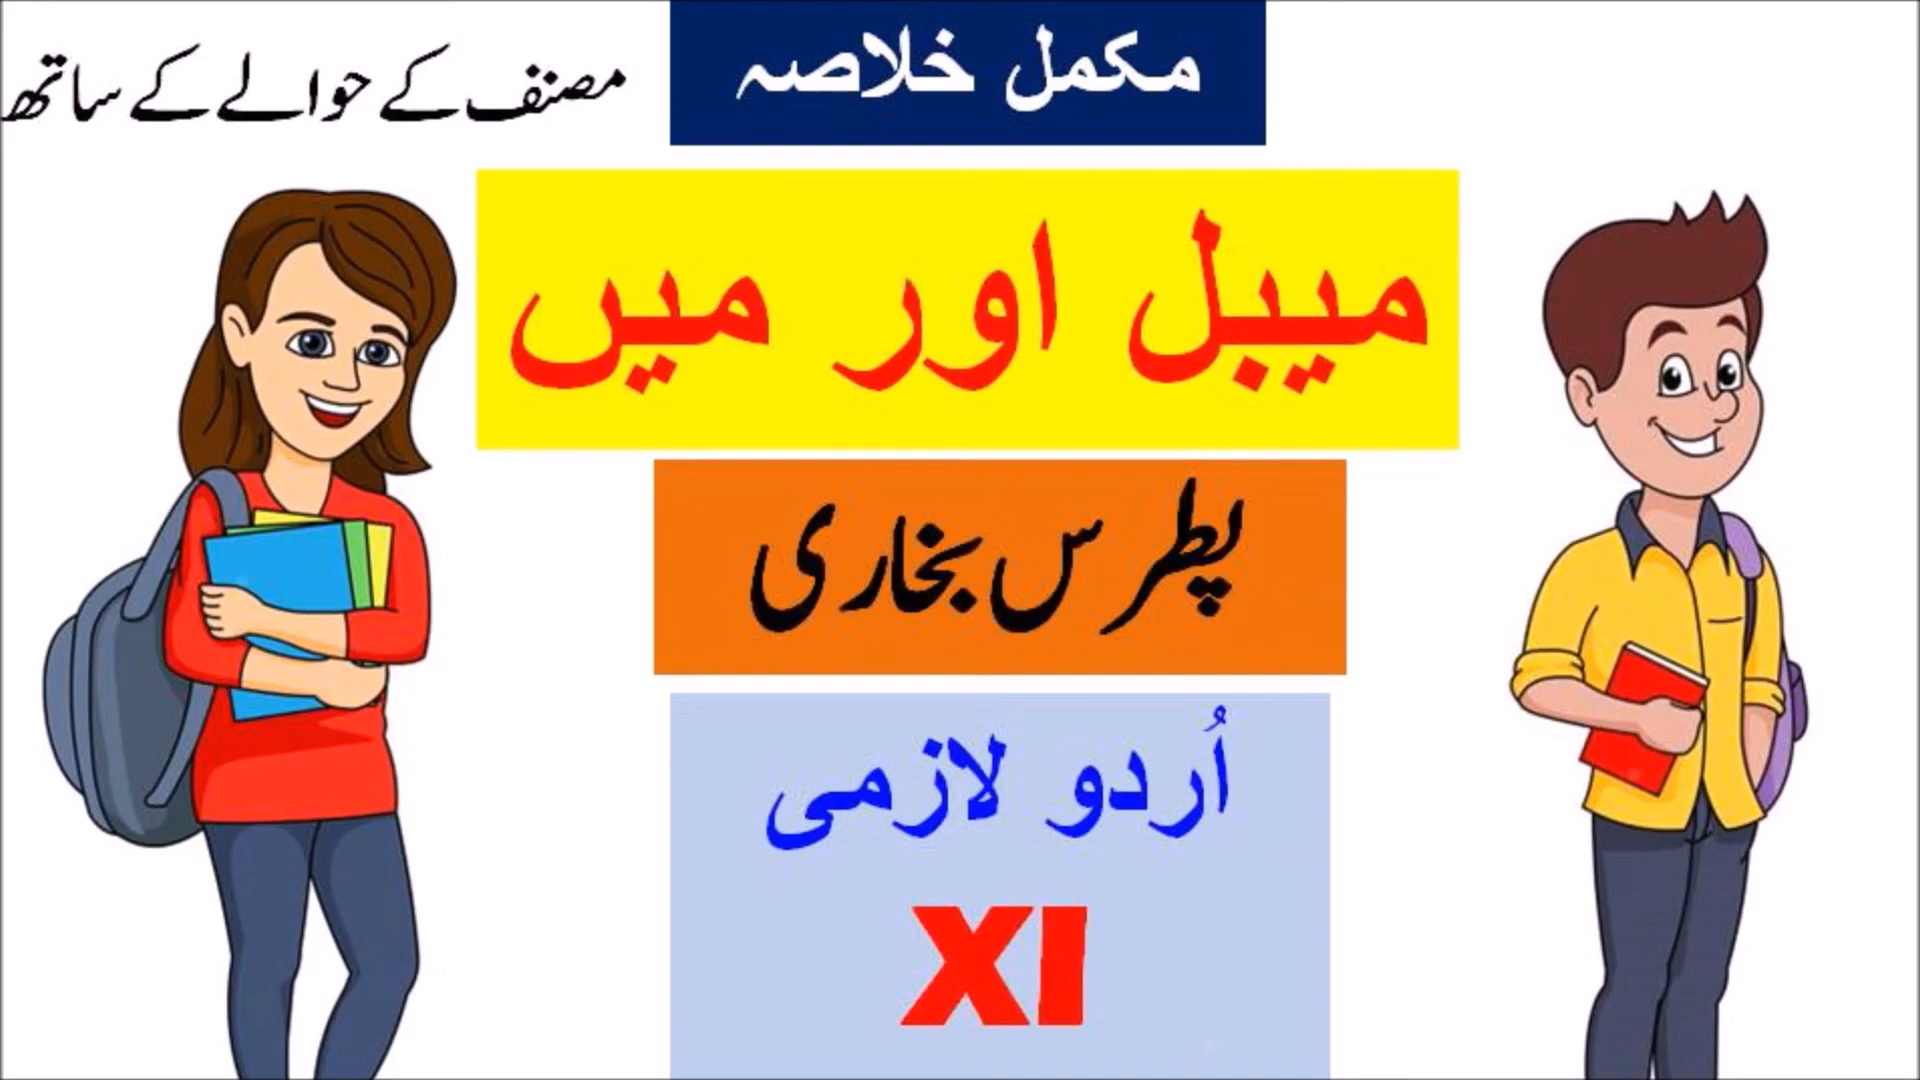 مکمل خلاصہ
مصنف کے حوالے کے ساتھ
میبل اور میں
پطرس بخاری
اُردو لازمی
XI